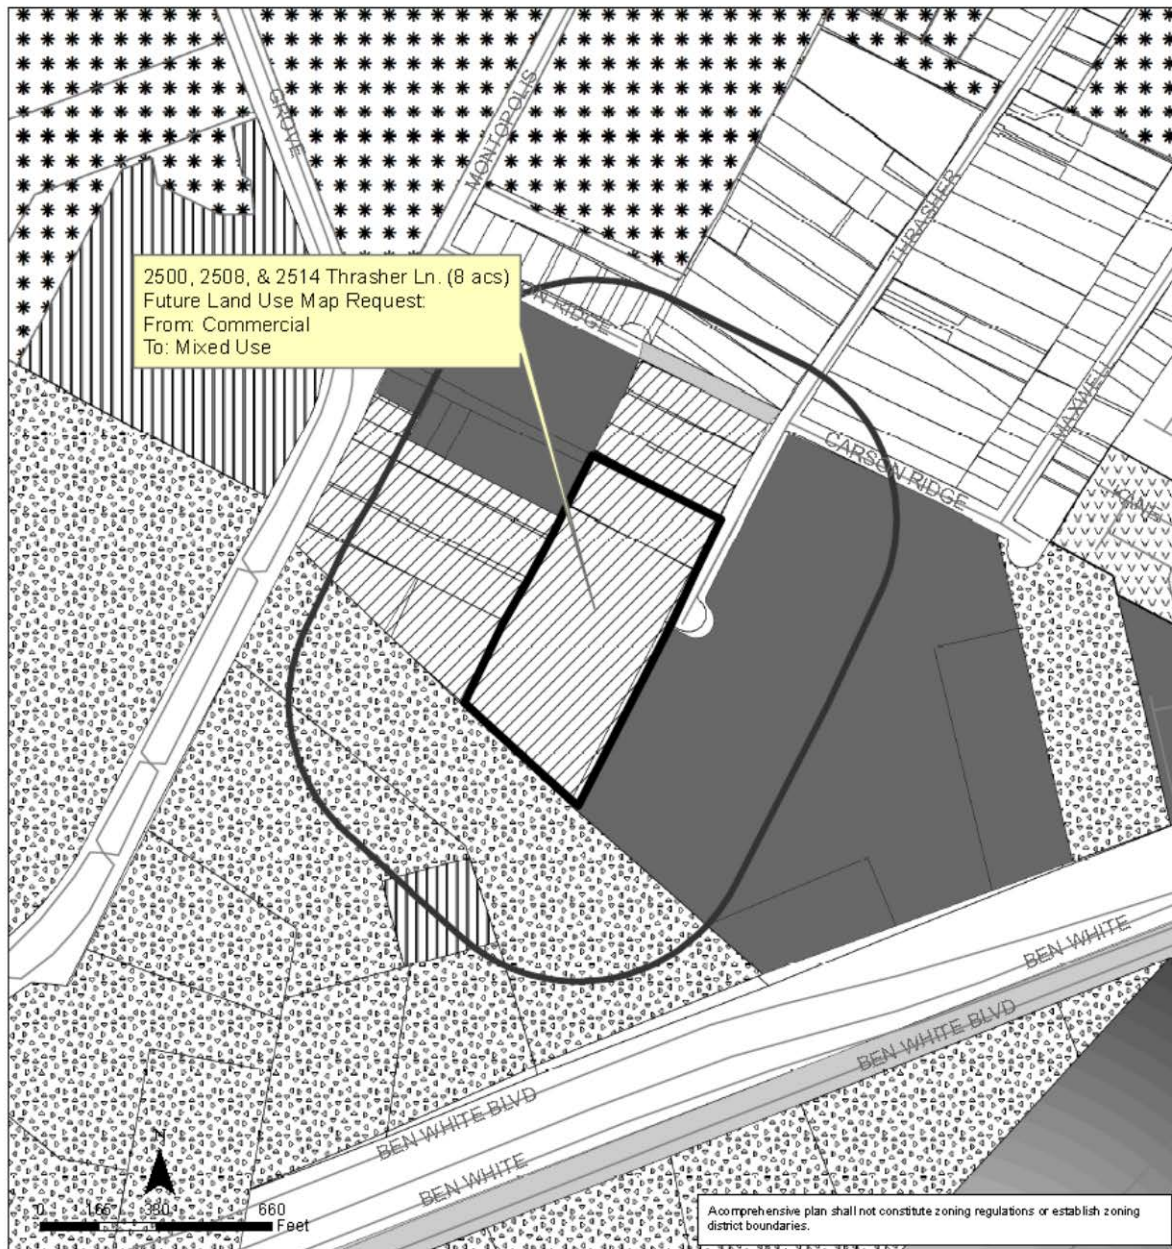 GROVE
MONTOPOLIS
THRASHER
2500, 2508, & 2514 Thrasher Ln. (8 acs)
Future Land Use Map Request:
From: Commercial
To: Mixed Use
ON RIDGE
MAXWELL
CARSON RIDGE
BEN WHITE
BEN WHITE BLVD
BEN WHITE BLVD
BEN WHITE
N
0 165 330 660
Feet
A comprehensive plan shall not constitute zoning regulations or establish zoning
district boundaries.